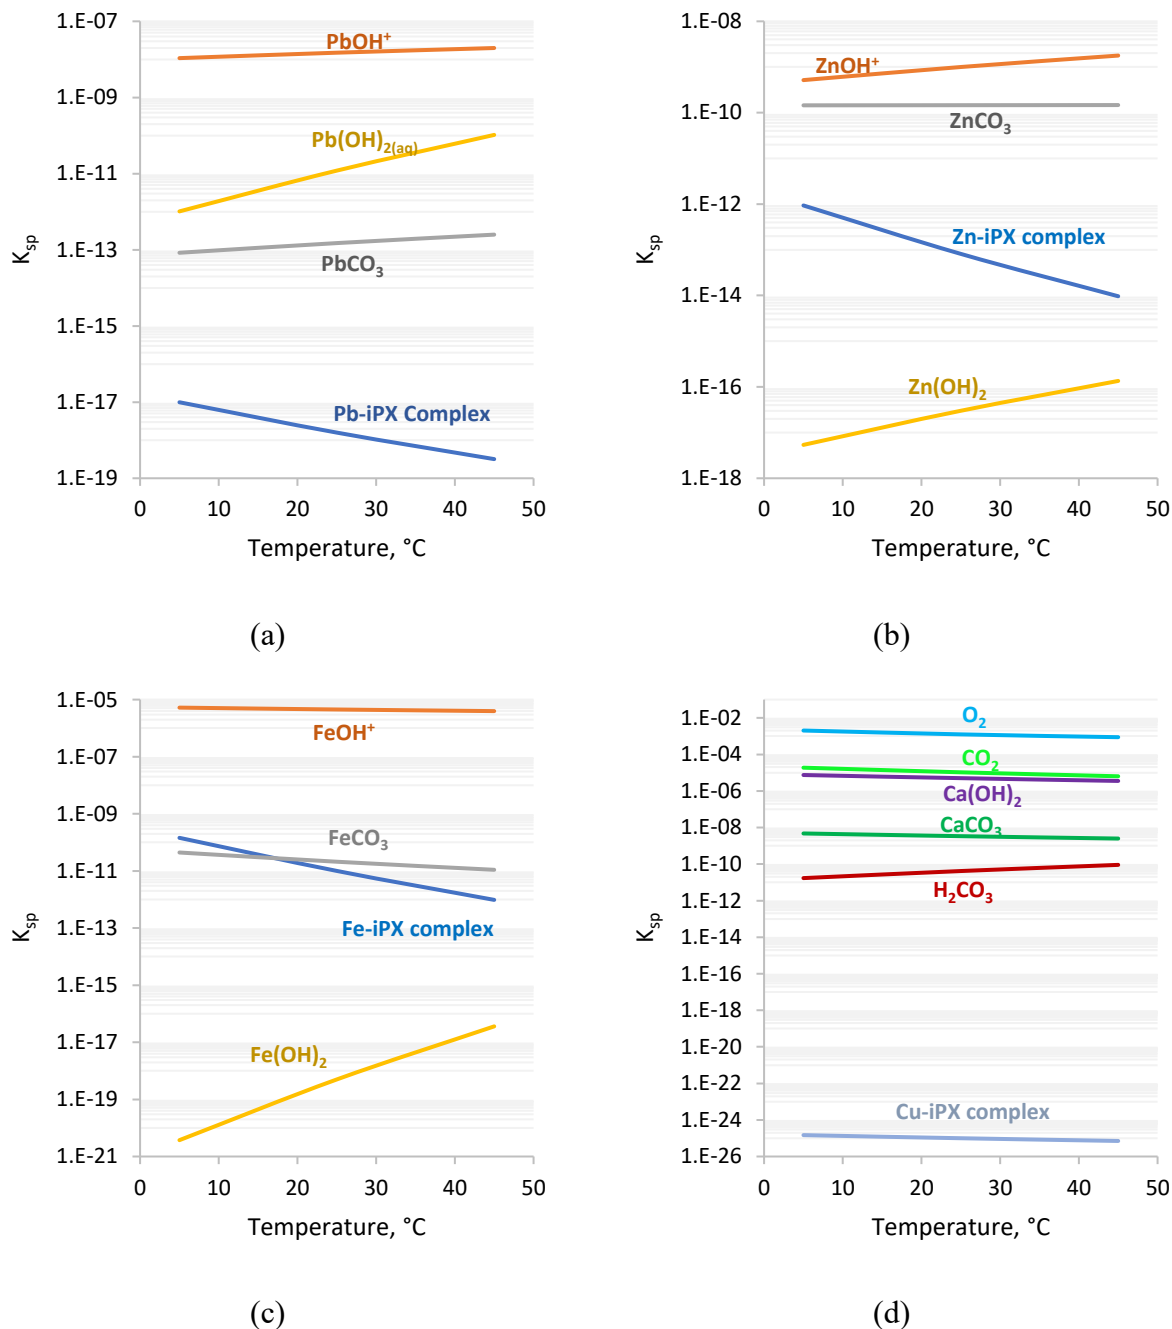 1.E-07
1.E-09
1.E-11
1.E-13
1.E-15
1.E-17
1.E-19
K_sp
PbOH⁺
Pb(OH)₂₍aq₎
PbCO₃
Pb-iPX Complex
0 10 20 30 40 50
Temperature, °C
(a)
1.E-08
1.E-10
1.E-12
1.E-14
1.E-16
1.E-18
K_sp
ZnOH⁺
ZnCO₃
Zn-iPX complex
Zn(OH)₂
0 10 20 30 40 50
Temperature, °C
(b)
1.E-05
1.E-07
1.E-09
1.E-11
1.E-13
1.E-15
1.E-17
1.E-19
1.E-21
K_sp
FeOH⁺
FeCO₃
Fe-iPX complex
Fe(OH)₂
0 10 20 30 40 50
Temperature, °C
(c)
1.E-02
1.E-04
1.E-06
1.E-08
1.E-10
1.E-12
1.E-14
1.E-16
1.E-18
1.E-20
1.E-22
1.E-24
1.E-26
K_sp
O₂
CO₂
Ca(OH)₂
CaCO₃
H₂CO₃
Cu-iPX complex
0 10 20 30 40 50
Temperature, °C
(d)